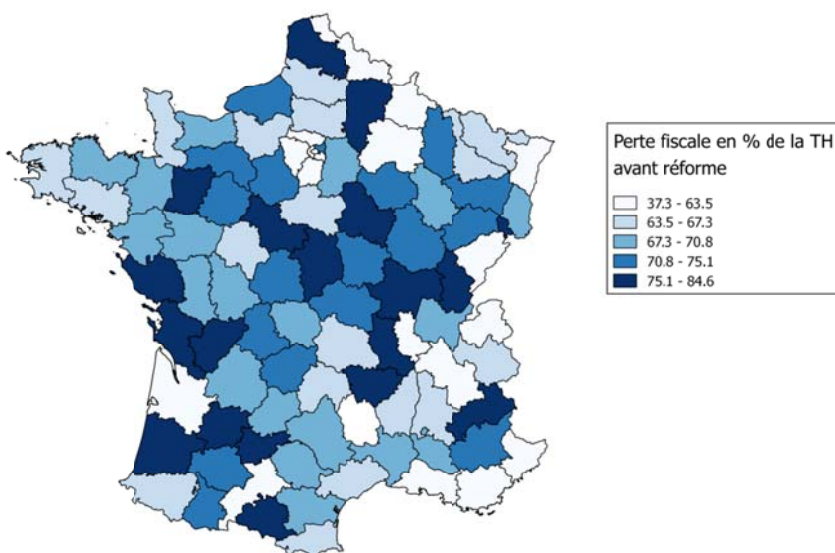 Perte fiscale en % de la TH
avant réforme
37.3 - 63.5
63.5 - 67.3
67.3 - 70.8
70.8 - 75.1
75.1 - 84.6